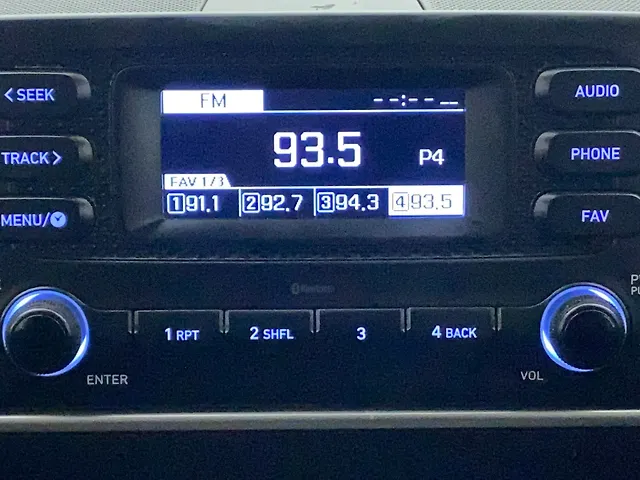 FM --:-- --
93.5 P4
FAV 1/3
1 91.1 2 92.7 3 94.3 4 93.5
<SEEK
TRACK>
MENU/
AUDIO
PHONE
FAV
Bluetooth
1 RPT 2 SHFL 3 4 BACK
ENTER
VOL